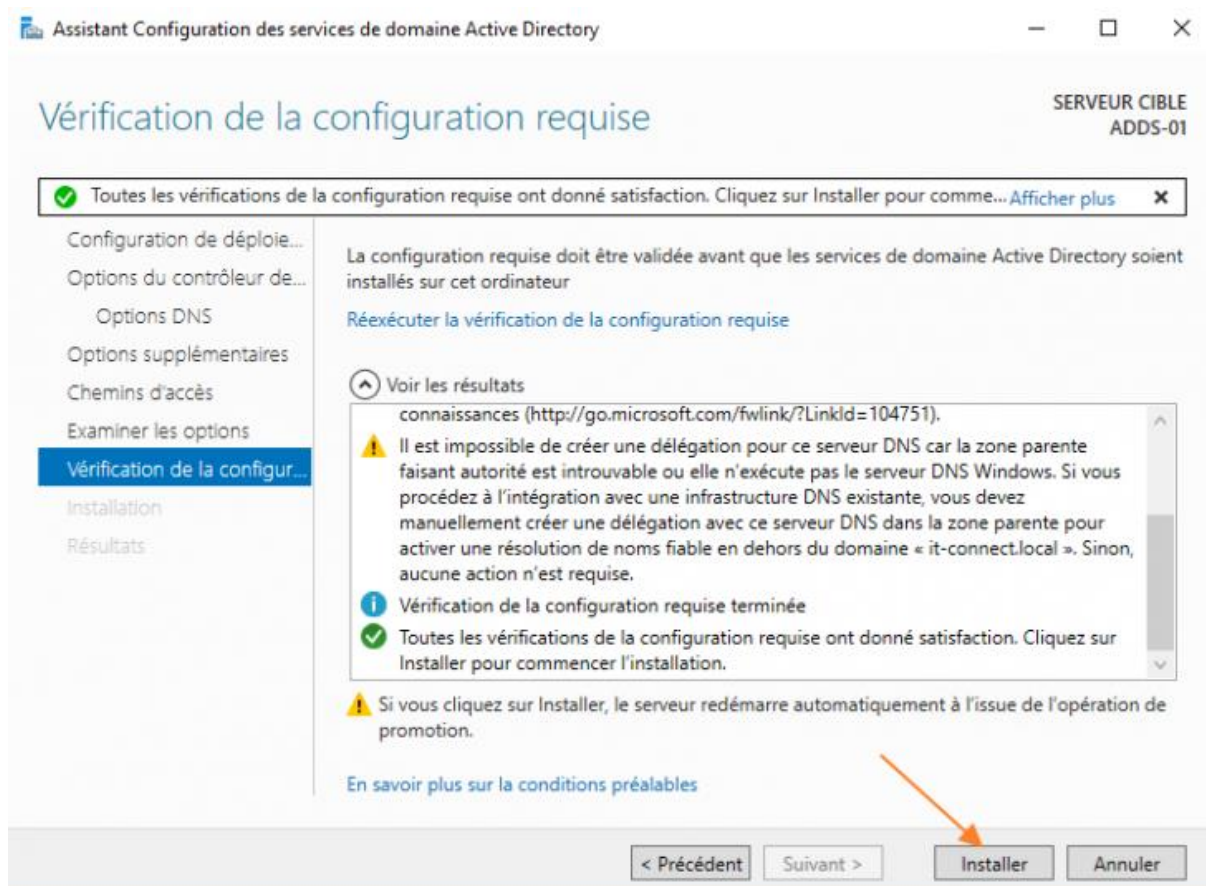 Assistant Configuration des services de domaine Active Directory
Vérification de la configuration requise
SERVEUR CIBLE
ADDS-01
Toutes les vérifications de la configuration requise ont donné satisfaction. Cliquez sur Installer pour comme... Afficher plus
Configuration de déploie...
Options du contrôleur de...
Options DNS
Options supplémentaires
Chemins d'accès
Examiner les options
Vérification de la configur...
Installation
Résultats
La configuration requise doit être validée avant que les services de domaine Active Directory soient
installés sur cet ordinateur
Réexécuter la vérification de la configuration requise
Voir les résultats
connaissances (http://go.microsoft.com/fwlink/?LinkId=104751).
Il est impossible de créer une délégation pour ce serveur DNS car la zone parente
faisant autorité est introuvable ou elle n'exécute pas le serveur DNS Windows. Si vous
procédez à l'intégration avec une infrastructure DNS existante, vous devez
manuellement créer une délégation avec ce serveur DNS dans la zone parente pour
activer une résolution de noms fiable en dehors du domaine « it-connect.local ». Sinon,
aucune action n'est requise.
Vérification de la configuration requise terminée
Toutes les vérifications de la configuration requise ont donné satisfaction. Cliquez sur
Installer pour commencer l'installation.
Si vous cliquez sur Installer, le serveur redémarre automatiquement à l'issue de l'opération de
promotion.
En savoir plus sur la conditions préalables
< Précédent
Suivant >
Installer
Annuler